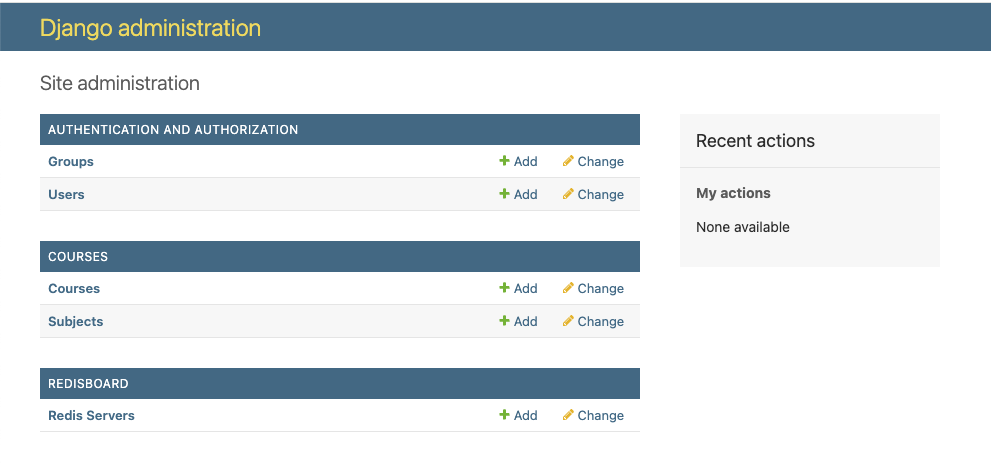 Django administration
Site administration
AUTHENTICATION AND AUTHORIZATION
Groups Add Change
Users Add Change
COURSES
Courses Add Change
Subjects Add Change
REDISBOARD
Redis Servers Add Change
Recent actions
My actions
None available